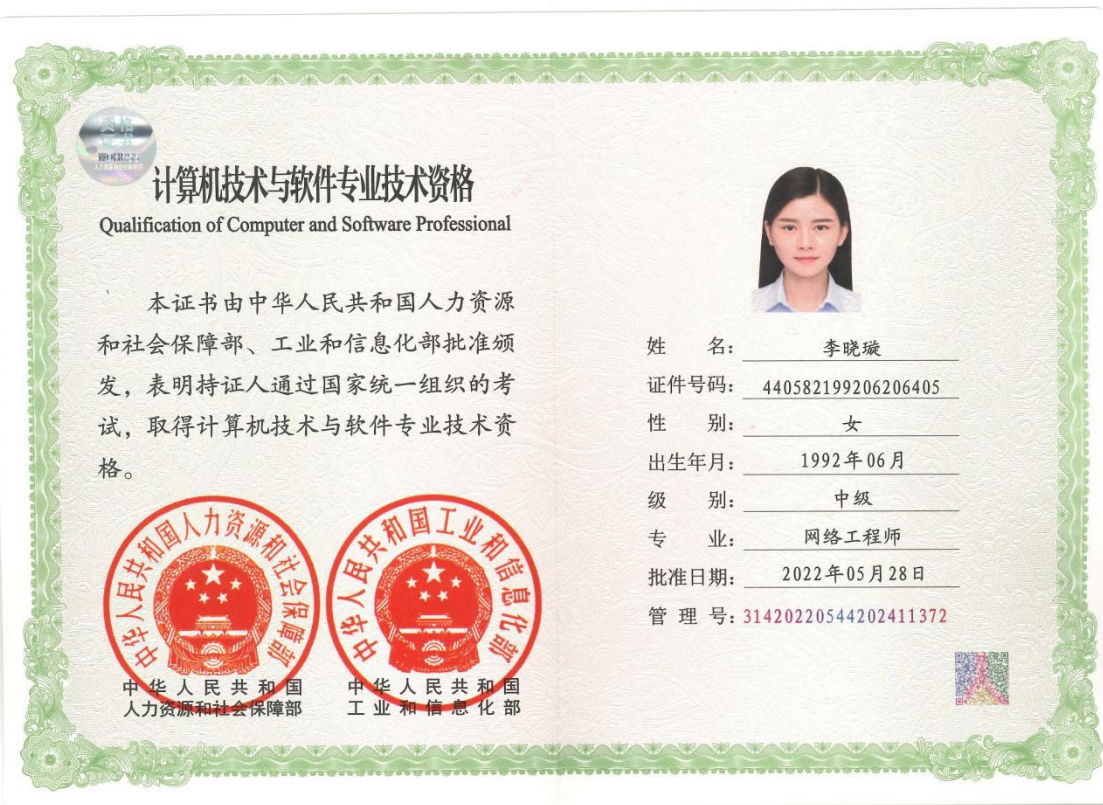 资格
证书
计算机技术与软件专业技术资格
Qualification of Computer and Software Professional
本证书由中华人民共和国人力资源
和社会保障部、工业和信息化部批准颁
发，表明持证人通过国家统一组织的考
试，取得计算机技术与软件专业技术资
格。
中华人民共和国人力资源和社会保障部
中华人民共和国工业和信息化部
中华人民共和国
人力资源和社会保障部
中华人民共和国
工业和信息化部
姓 名：李晓璇
证件号码：440582199206206405
性 别：女
出生年月：1992年06月
级 别：中级
专 业：网络工程师
批准日期：2022年05月28日
管 理 号：31420220544202411372